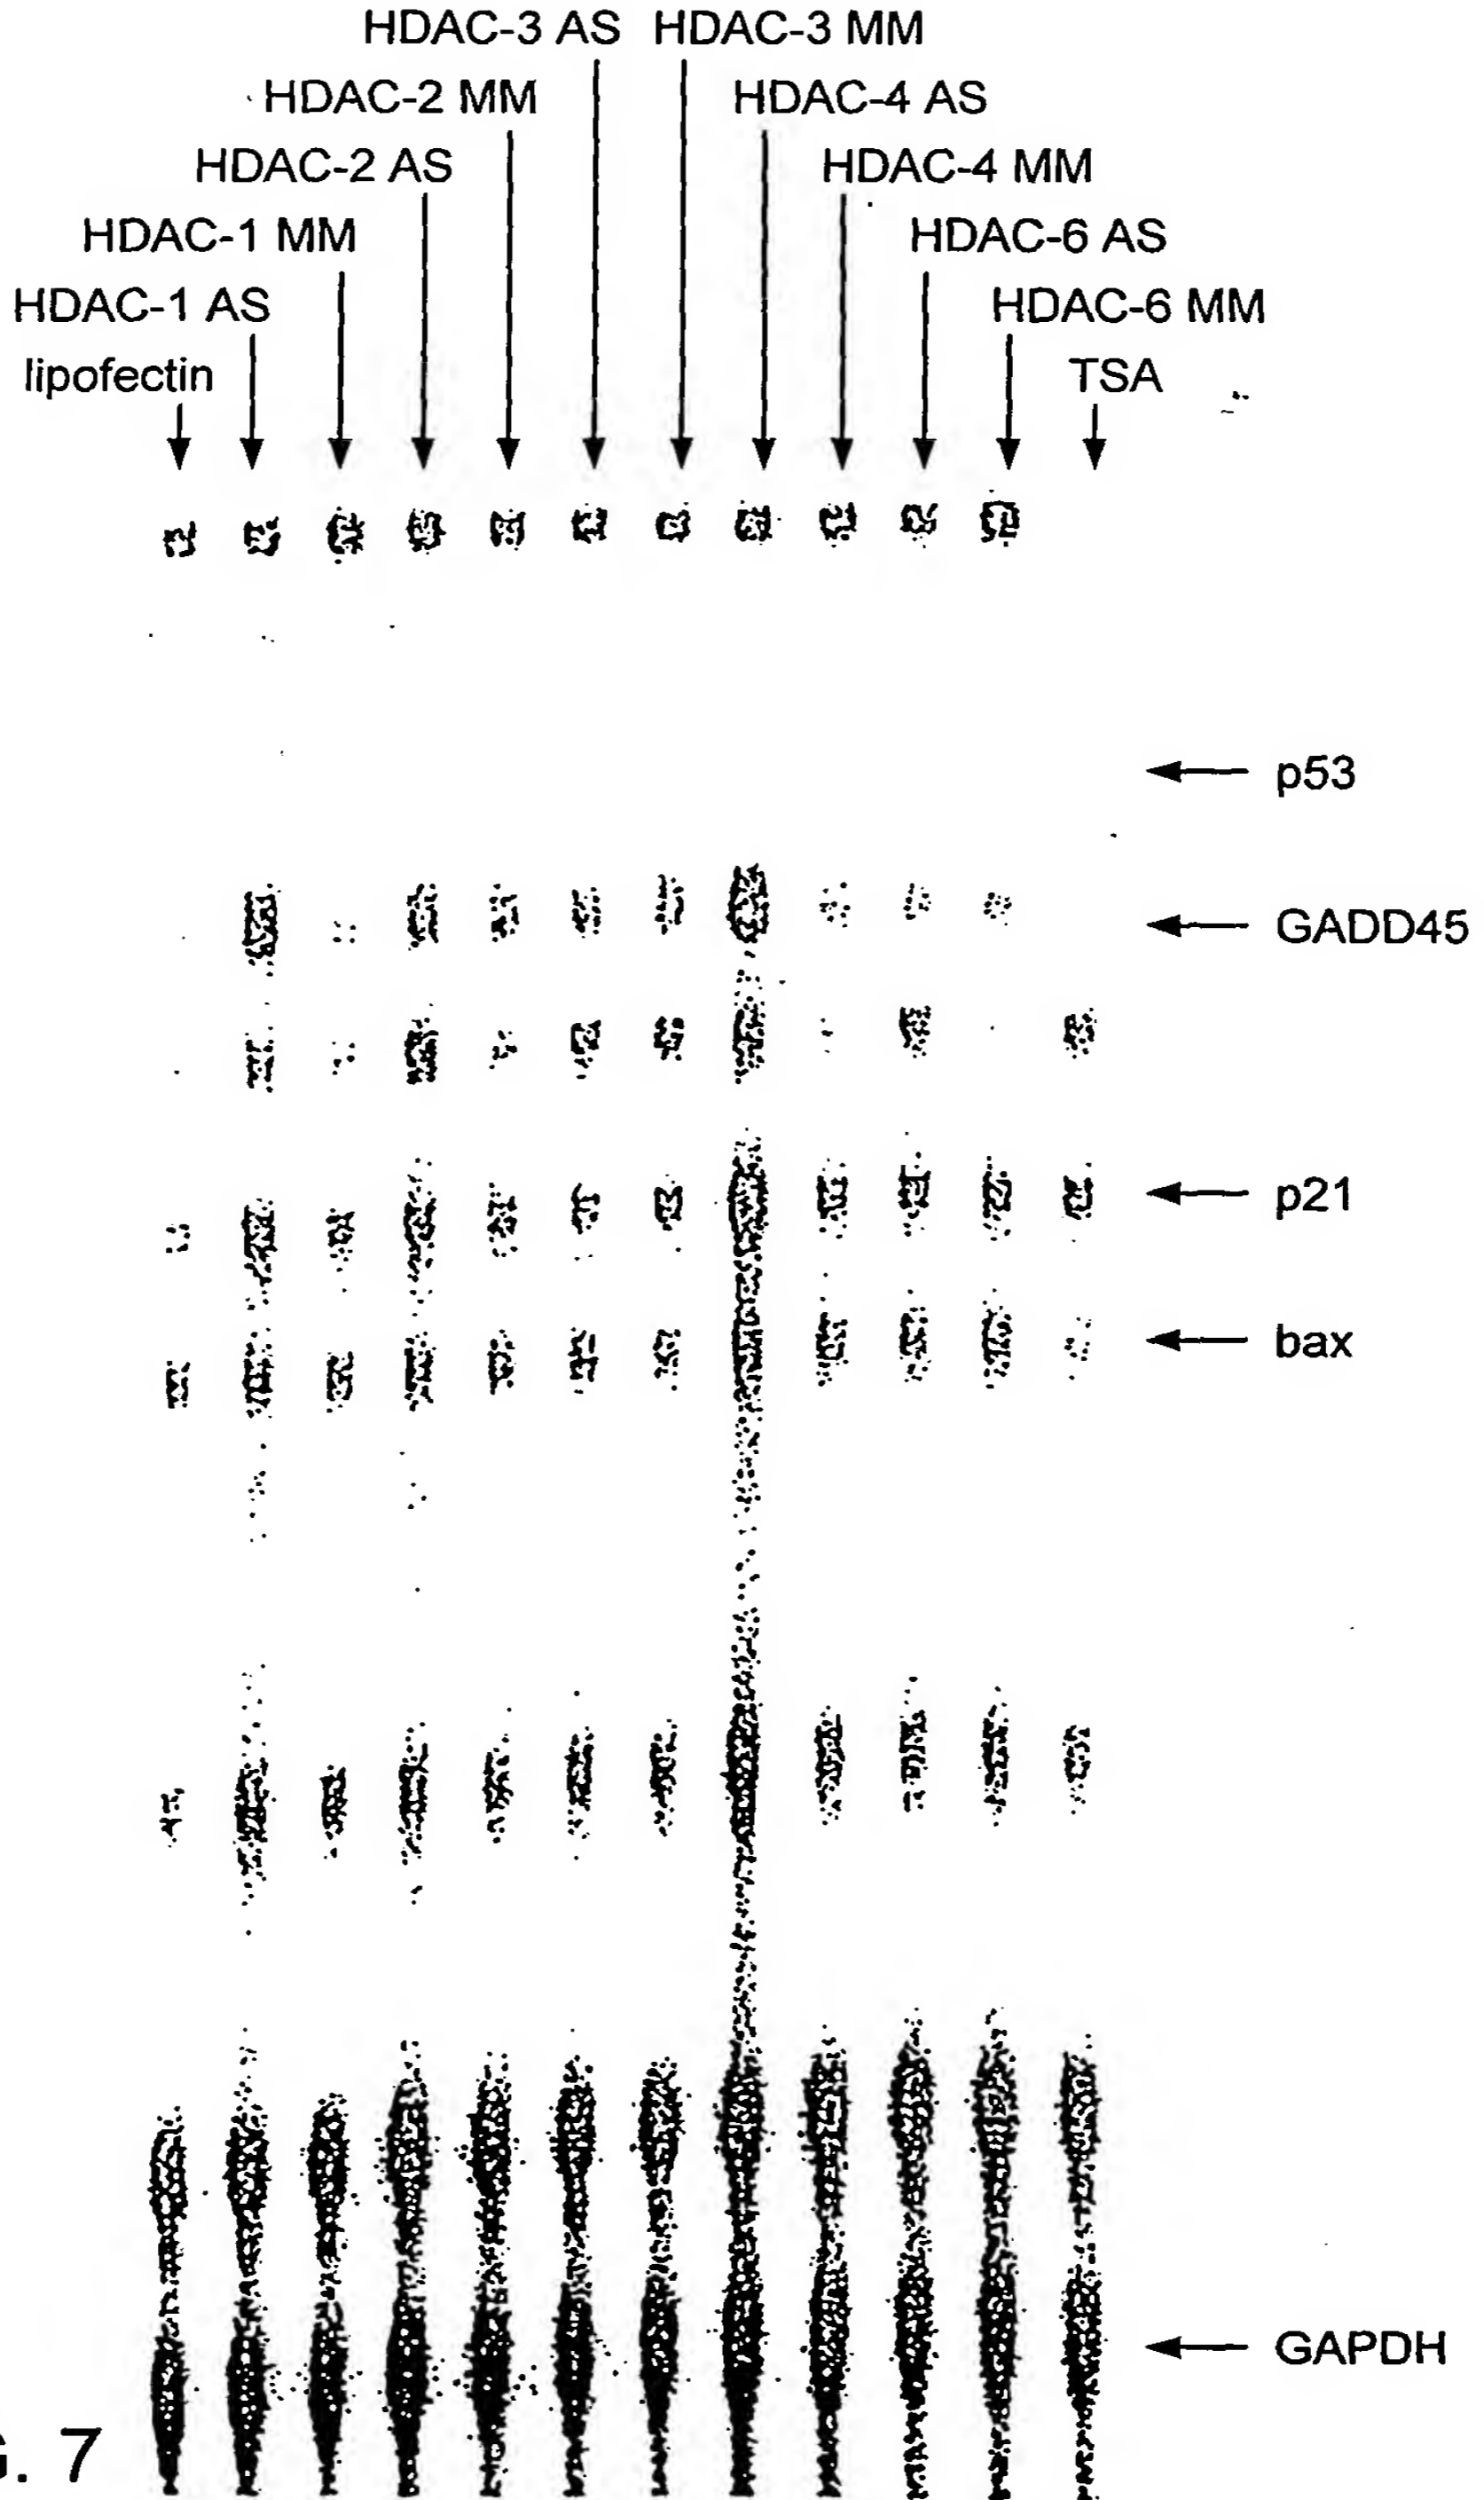 HDAC-3 AS HDAC-3 MM
HDAC-2 MM HDAC-4 AS
HDAC-2 AS HDAC-4 MM
HDAC-1 MM HDAC-6 AS
HDAC-1 AS HDAC-6 MM
lipofectin TSA
p53
GADD45
p21
bax
GAPDH
. 7